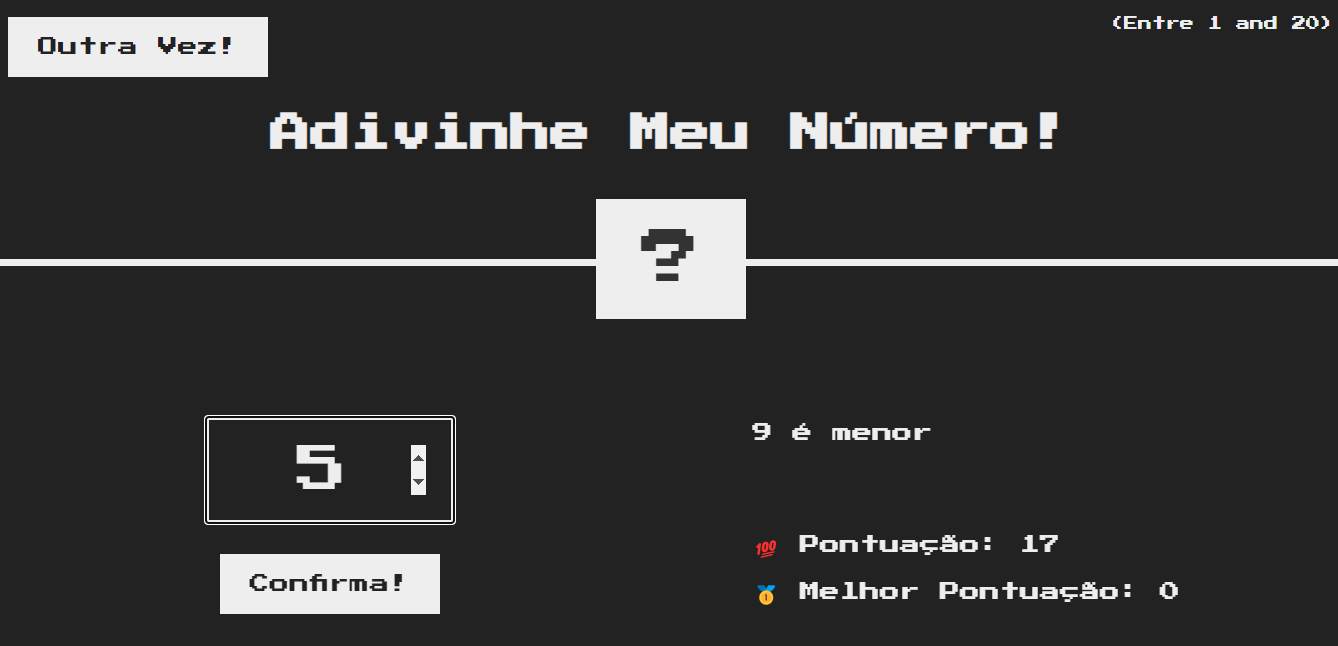 Outra Vez!
(Entre 1 and 20)
Adivinhe Meu Número!
?
5
9 é menor
Confirma!
💯 Pontuação: 17
🥇 Melhor Pontuação: 0